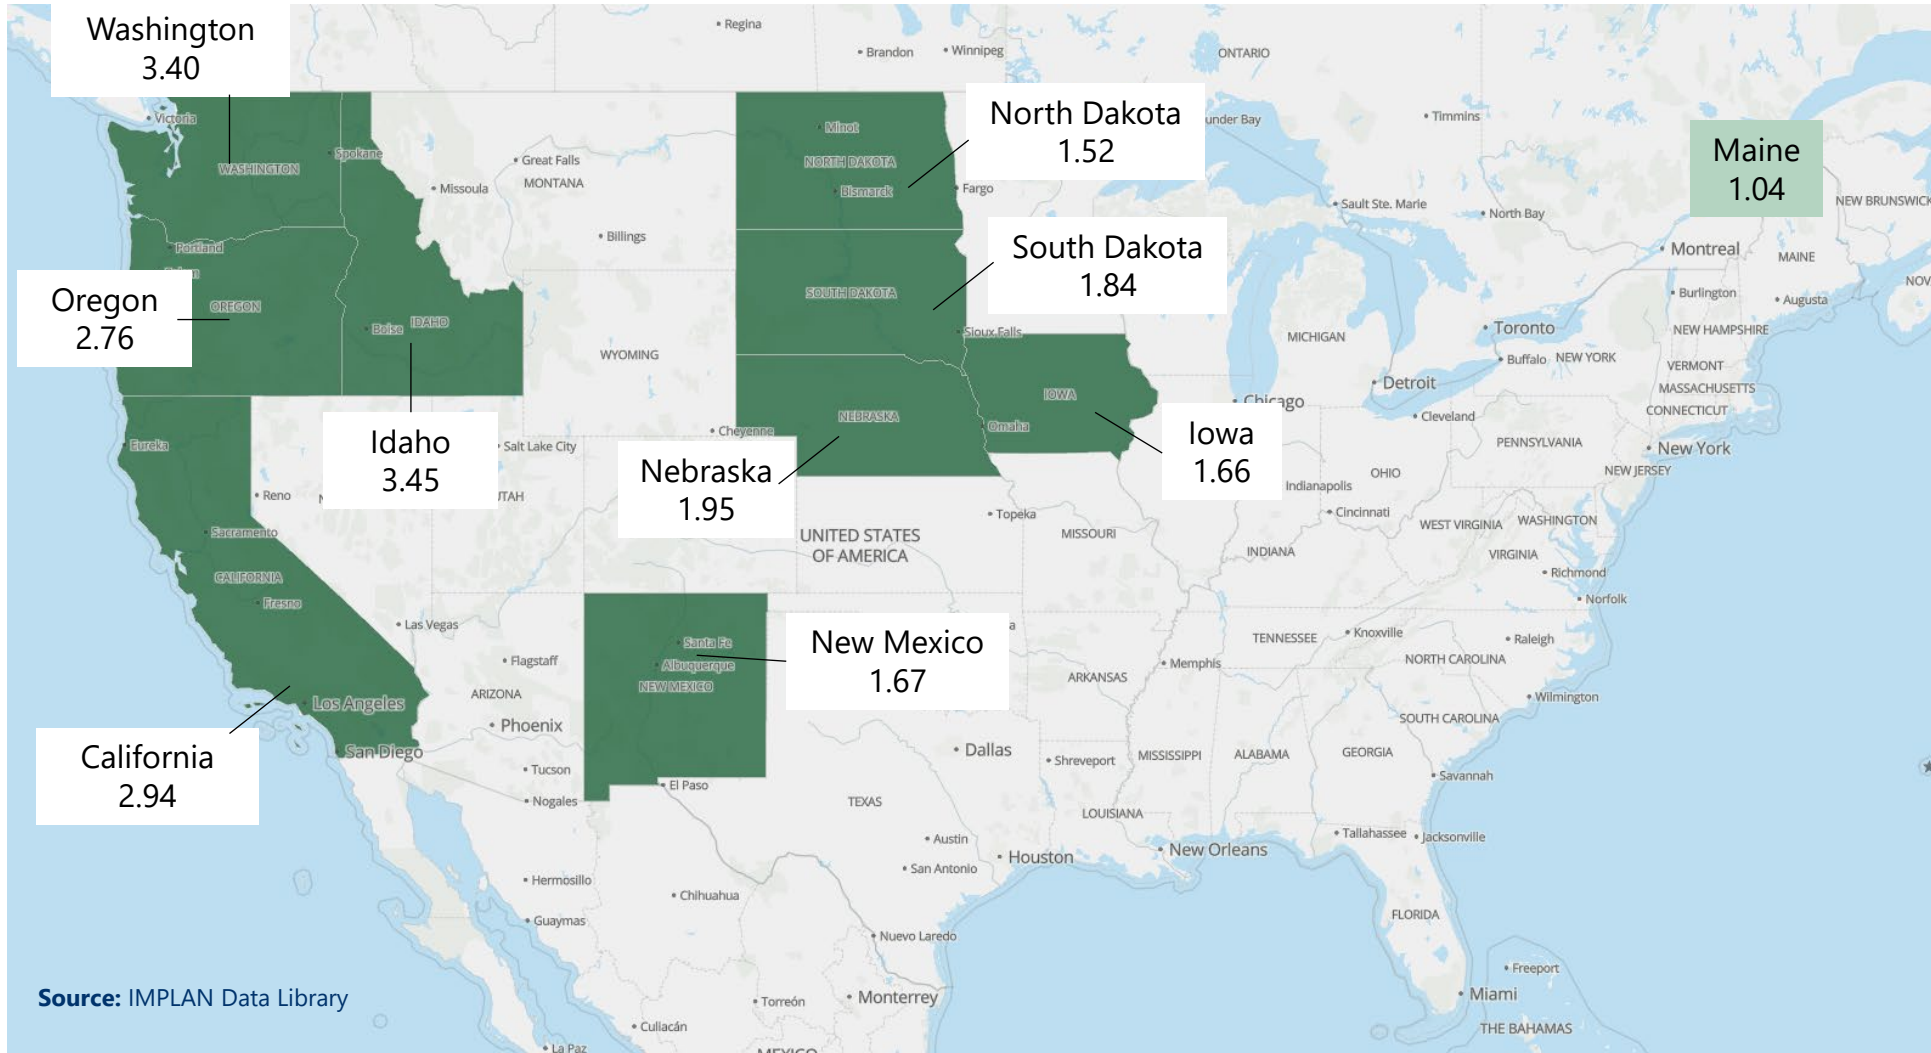 Washington
3.40
Regina
Brandon
Winnipeg
ONTARIO
North Dakota
1.52
under Bay
Timmins
Maine
1.04
Victoria
Spokane
WASHINGTON
Great Falls
MONTANA
Missoula
Minot
NORTH DAKOTA
Bismarck
Fargo
Sault Ste. Marie
North Bay
NEW BRUNSWICK
Montreal
MAINE
Portland
Billings
South Dakota
1.84
Burlington
Augusta
NOV
Oregon
2.76
OREGON
Boise
IDAHO
SOUTH DAKOTA
Sioux Falls
MICHIGAN
Toronto
NEW HAMPSHIRE
WYOMING
Buffalo
NEW YORK
VERMONT
Detroit
MASSACHUSETTS
Chicago
CONNECTICUT
IOWA
Cleveland
Eureka
Idaho
3.45
Salt Lake City
Cheyenne
NEBRASKA
Omaha
Iowa
1.66
PENNSYLVANIA
New York
NEW JERSEY
Nebraska
1.95
OHIO
Indianapolis
Reno
N
UTAH
Topeka
Cincinnati
Sacramento
UNITED STATES
OF AMERICA
MISSOURI
WEST VIRGINIA
WASHINGTON
INDIANA
VIRGINIA
Richmond
CALIFORNIA
Fresno
Norfolk
Las Vegas
New Mexico
1.67
a
TENNESSEE
Knoxville
Raleigh
Santa Fe
Flagstaff
Albuquerque
NEW MEXICO
Memphis
NORTH CAROLINA
ARKANSAS
ARIZONA
Los Angeles
Phoenix
Wilmington
SOUTH CAROLINA
California
2.94
San Diego
Dallas
Shreveport
MISSISSIPPI
ALABAMA
GEORGIA
Tucson
Savannah
El Paso
Nogales
TEXAS
LOUISIANA
Tallahassee
Jacksonville
Austin
Houston
New Orleans
San Antonio
Hermosillo
Chihuahua
Guaymas
FLORIDA
Nuevo Laredo
Freeport
Source: IMPLAN Data Library
Torreón
Monterrey
Miami
Culiacán
THE BAHAMAS
La Paz
MEXICO